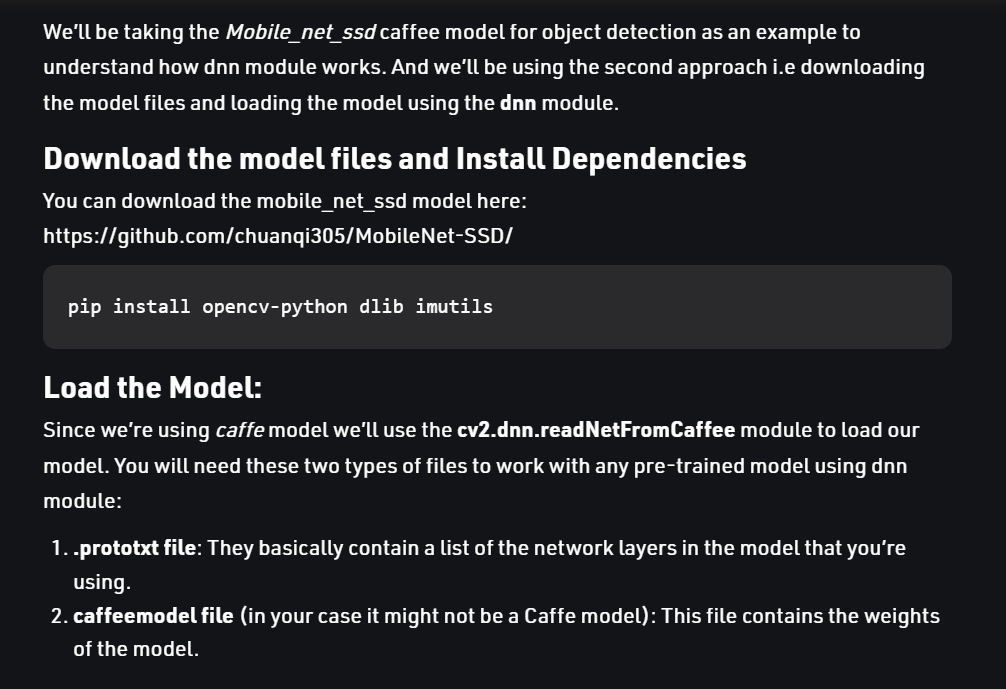 We'll be taking the Mobile_net_ssd caffee model for object detection as an example to
understand how dnn module works. And we'll be using the second approach i.e downloading
the model files and loading the model using the dnn module.
Download the model files and Install Dependencies
You can download the mobile_net_ssd model here:
https://github.com/chuanqi305/MobileNet-SSD/
pip install opencv-python dlib imutils
Load the Model:
Since we're using caffe model we'll use the cv2.dnn.readNetFromCaffee module to load our
model. You will need these two types of files to work with any pre-trained model using dnn
module:
1. .prototxt file: They basically contain a list of the network layers in the model that you're
using.
2. caffeemodel file (in your case it might not be a Caffe model): This file contains the weights
of the model.